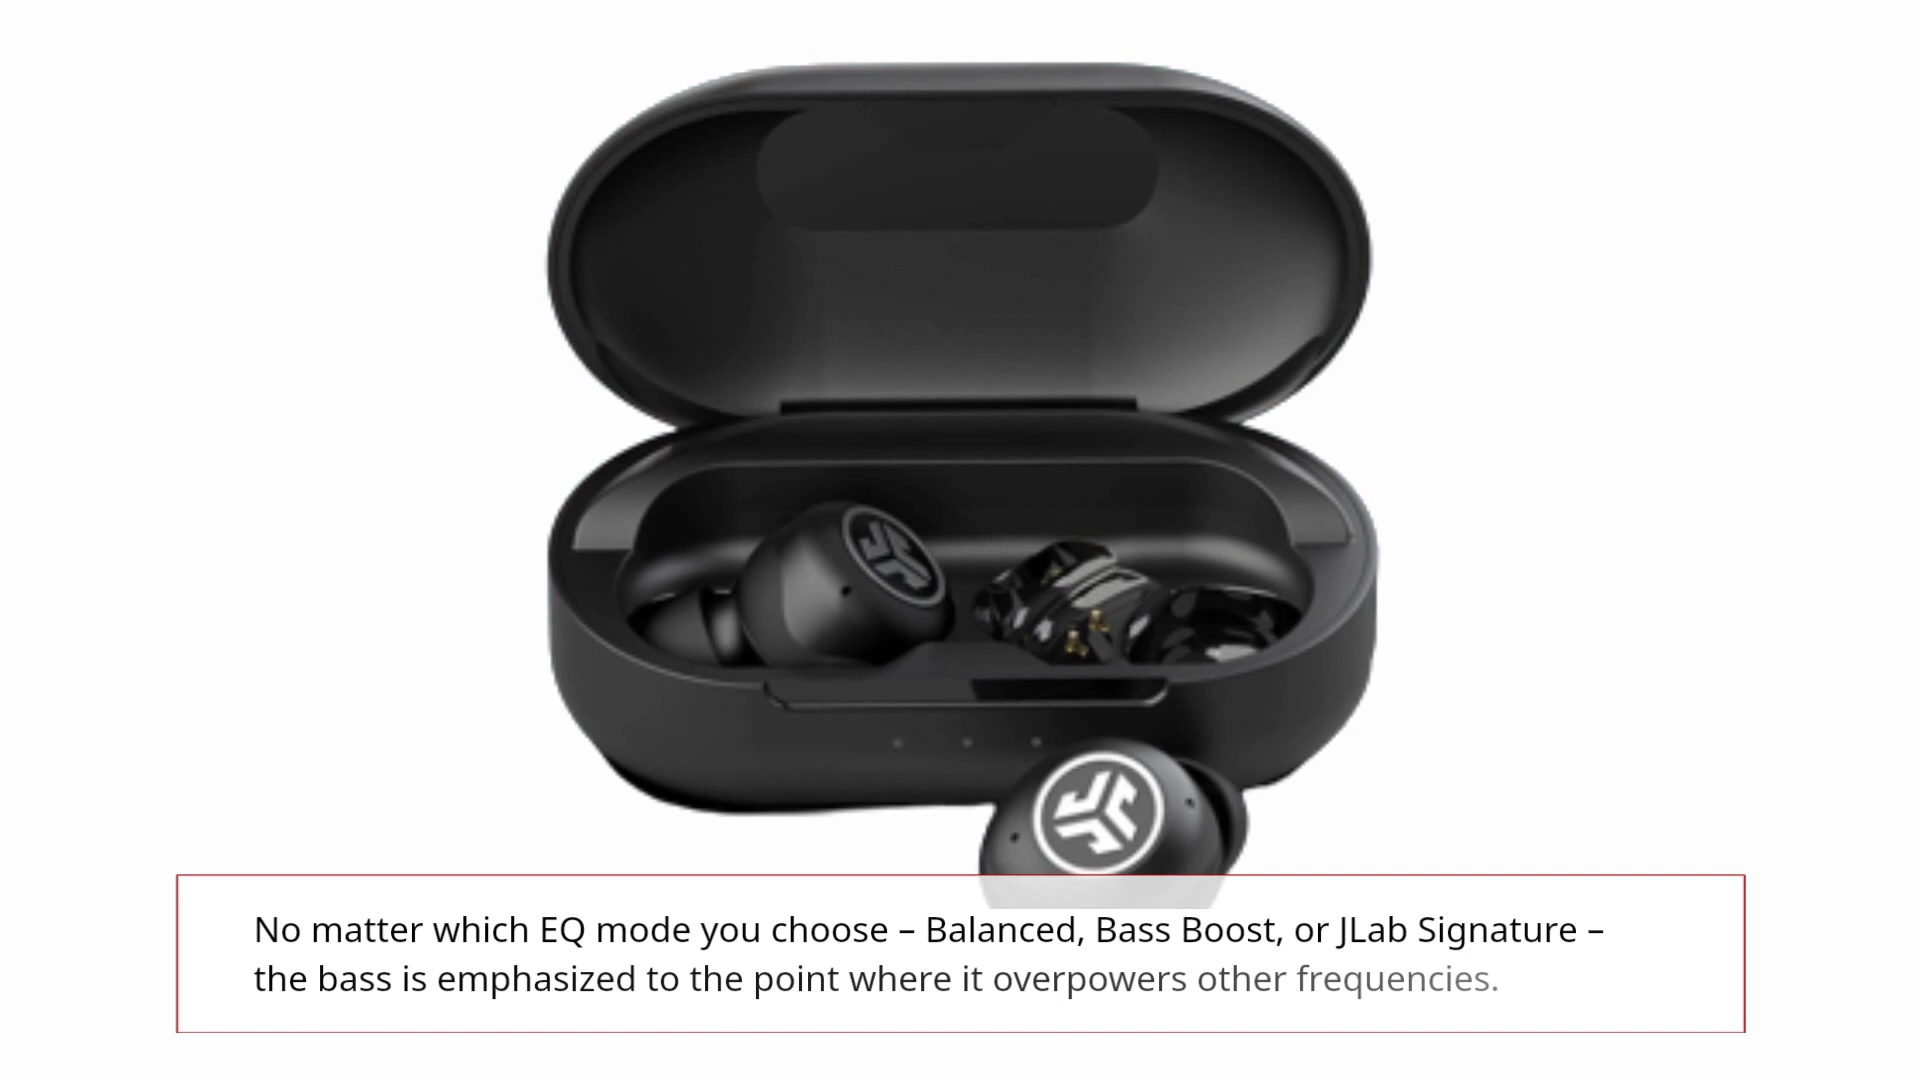 No matter which EQ mode you choose – Balanced, Bass Boost, or JLab Signature –
the bass is emphasized to the point where it overpowers other frequencies.